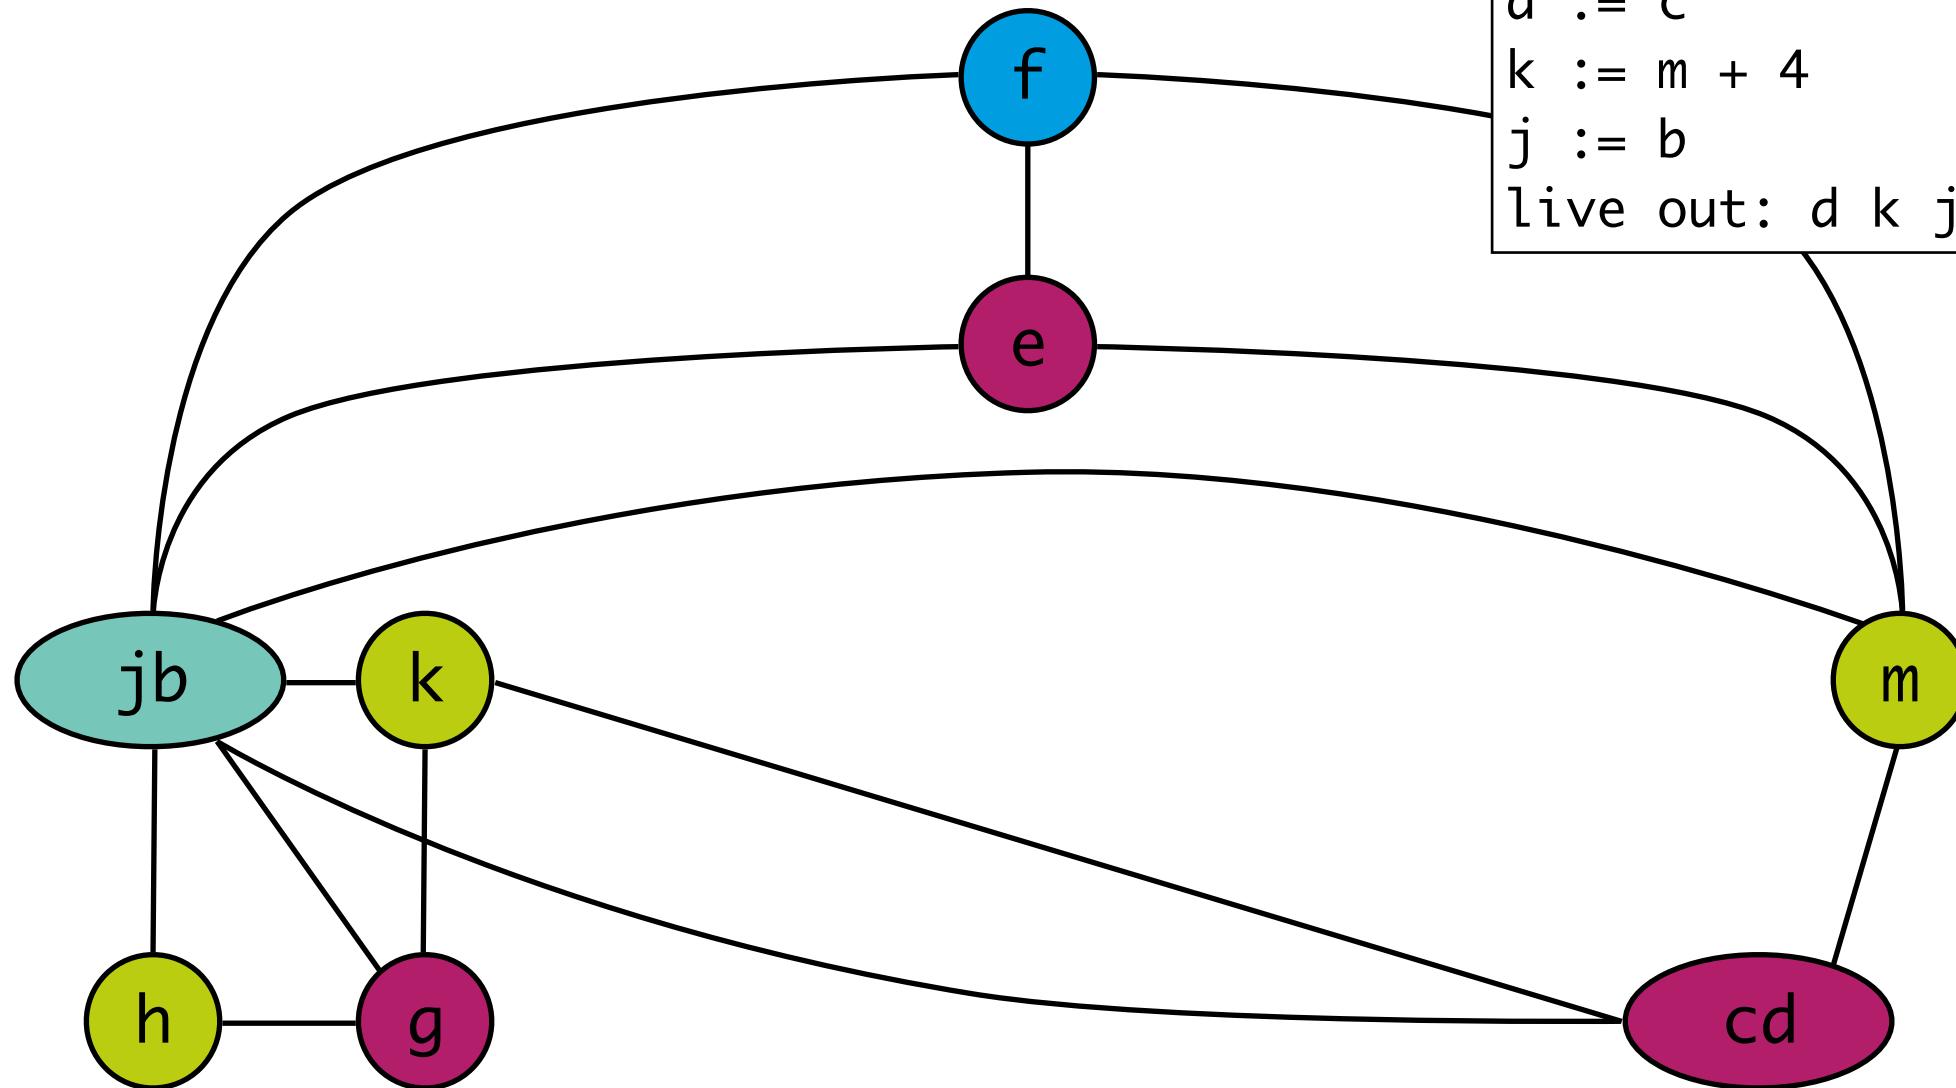 d := c
f
k := m + 4
j := b
live out: d k j
e
jb
k
m
h
g
cd